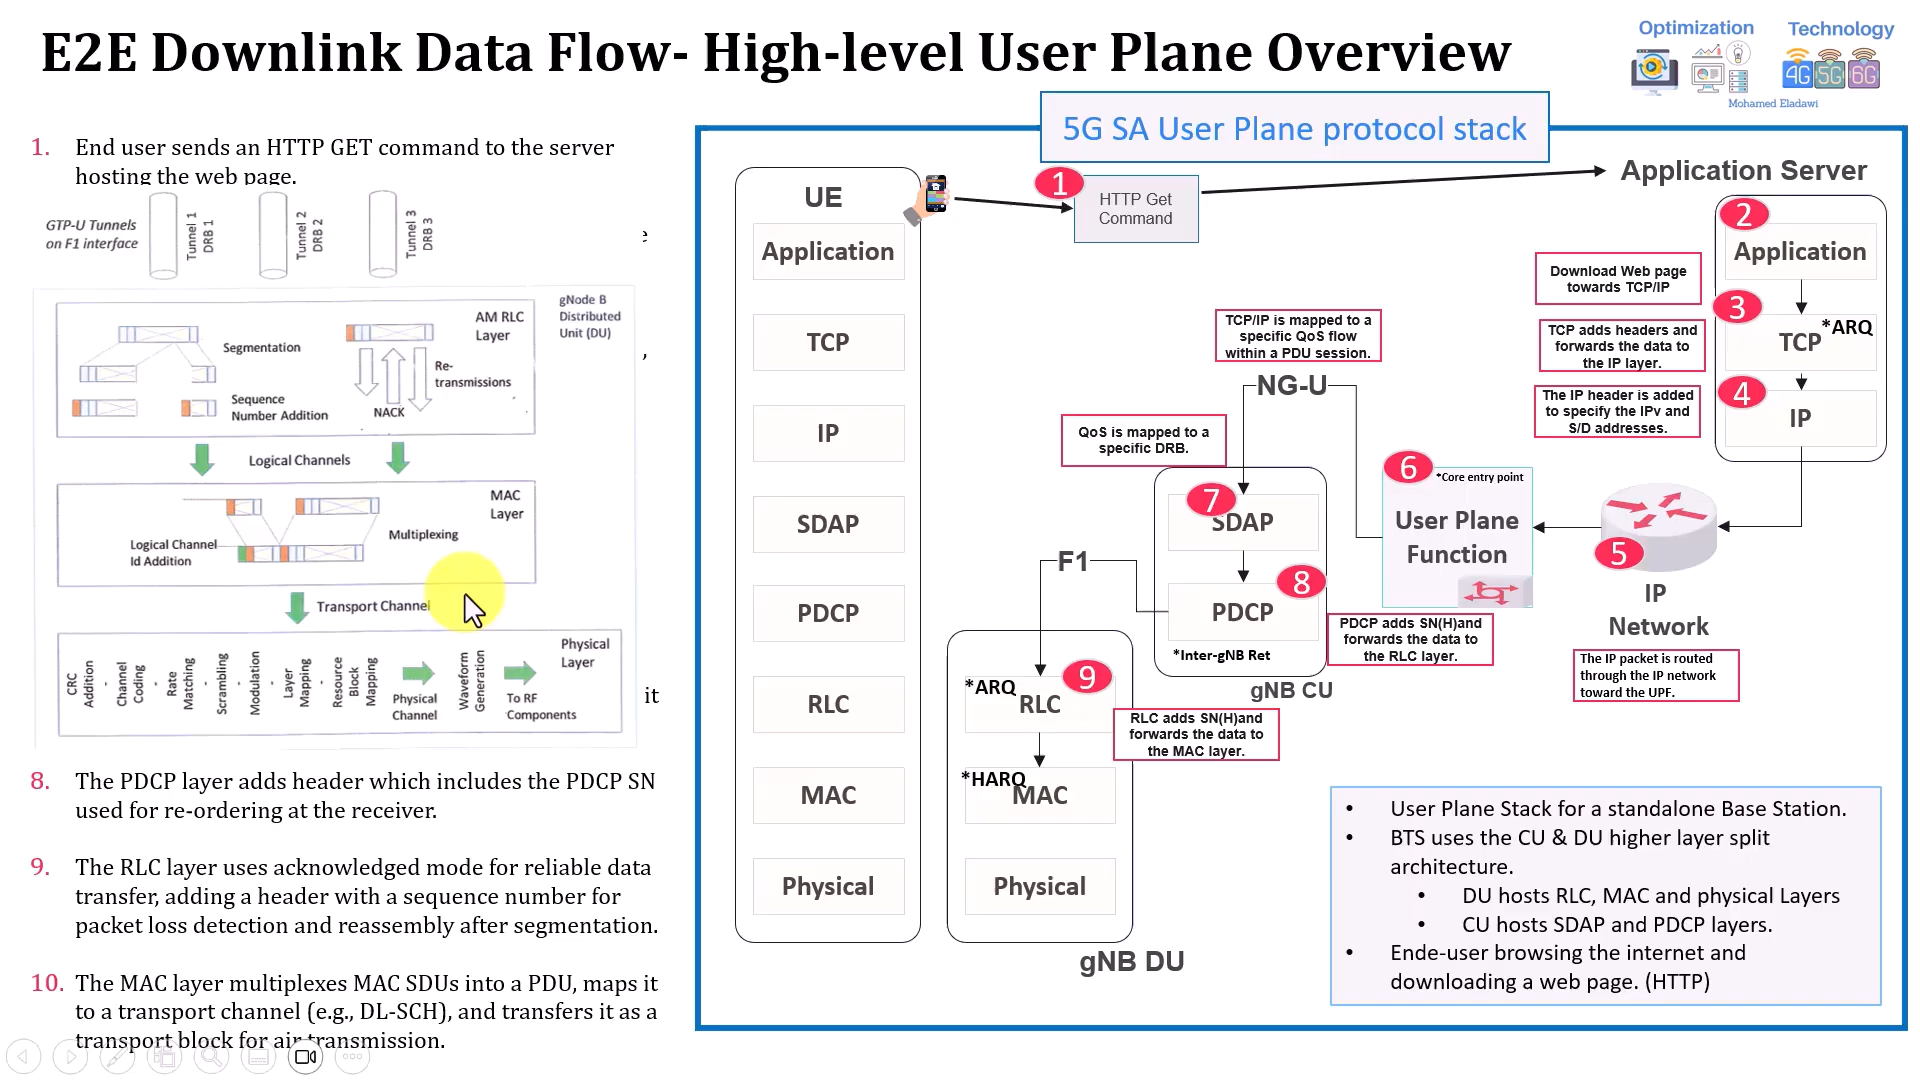 E2E Downlink Data Flow- High-level User Plane Overview
Optimization
Technology
4G 5G 6G
Mohamed Eladawi
1. End user sends an HTTP GET command to the server
hosting the web page.
GTP-U Tunnels
on F1 interface
Tunnel 1
DRB 1
Tunnel 2
DRB 2
Tunnel 3
DRB 3
gNode B
Distributed
Unit (DU)
AM RLC
Layer
Segmentation
Re-
transmissions
Sequence
Number Addition
NACK
Logical Channels
MAC
Layer
Multiplexing
Logical Channel
Id Addition
Transport Channel
Physical
Layer
CRC
Addition
-
Channel
Coding
-
Rate
Matching
-
Scrambling
-
Modulation
-
Layer
Mapping
-
Resource
Block
Mapping
Physical
Channel
Waveform
Generation
To RF
Components
e
,
it
8. The PDCP layer adds header which includes the PDCP SN
used for re-ordering at the receiver.
9. The RLC layer uses acknowledged mode for reliable data
transfer, adding a header with a sequence number for
packet loss detection and reassembly after segmentation.
10. The MAC layer multiplexes MAC SDUs into a PDU, maps it
to a transport channel (e.g., DL-SCH), and transfers it as a
transport block for air transmission.
5G SA User Plane protocol stack
UE
Application
TCP
IP
SDAP
PDCP
RLC
MAC
Physical
1
HTTP Get
Command
Application Server
2
Application
Download Web page
towards TCP/IP
3
TCP
*ARQ
TCP adds headers and
forwards the data to
the IP layer.
4
IP
The IP header is added
to specify the IPv and
S/D addresses.
5
IP
Network
The IP packet is routed
through the IP network
toward the UPF.
6
*Core entry point
User Plane
Function
TCP/IP is mapped to a
specific QoS flow
within a PDU session.
NG-U
QoS is mapped to a
specific DRB.
7
SDAP
8
PDCP
*Inter-gNB Ret
gNB CU
PDCP adds SN(H)and
forwards the data to
the RLC layer.
F1
9
*ARQ
RLC
RLC adds SN(H)and
forwards the data to
the MAC layer.
*HARQ
MAC
Physical
gNB DU
• User Plane Stack for a standalone Base Station.
• BTS uses the CU & DU higher layer split
architecture.
• DU hosts RLC, MAC and physical Layers
• CU hosts SDAP and PDCP layers.
• Ende-user browsing the internet and
downloading a web page. (HTTP)